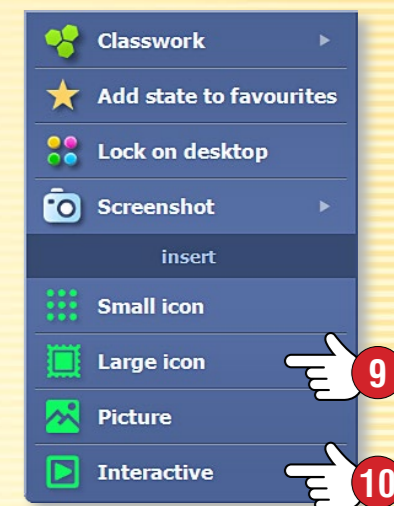 Classwork
Add state to favourites
Lock on desktop
Screenshot
insert
Small icon
Large icon
9
Picture
Interactive
10